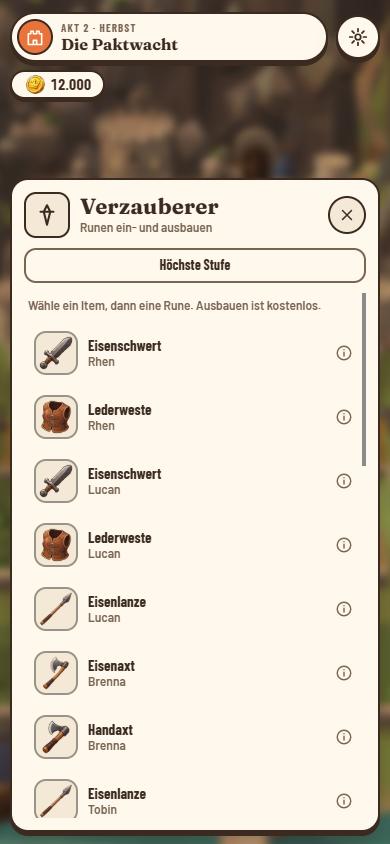 AKT 2 · HERBST
Die Paktwacht
12.000
Verzauberer
Runen ein- und ausbauen
Höchste Stufe
Wähle ein Item, dann eine Rune. Ausbauen ist kostenlos.
Eisenschwert
Rhen
Lederweste
Rhen
Eisenschwert
Lucan
Lederweste
Lucan
Eisenlanze
Lucan
Eisenaxt
Brenna
Handaxt
Brenna
Eisenlanze
Tobin